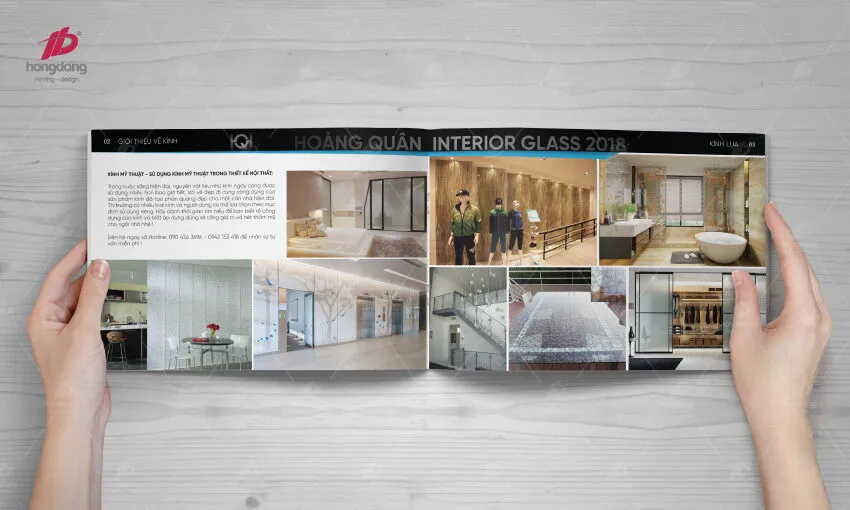 hongdang
Printing - design
02 GIỚI THIỆU VỀ KÍNH
HQH
HOÀNG QUÂN INTERIOR GLASS 2018
KÍNH LỤA 03
KÍNH MỸ THUẬT - SỬ DỤNG KÍNH MỸ THUẬT TRONG THIẾT KẾ NỘI THẤT:
Trong cuộc sống hiện đại, nguyên vật liệu như kính ngày càng được
sử dụng nhiều hơn bao giờ hết. Với vẻ đẹp đi cùng công dụng của
sản phẩm kính đã tạo phản quang đẹp cho một căn nhà hiện đại.
Thị trường có nhiều loại kính và người dùng có thể lựa chọn theo mục
đích sử dụng riêng. Hãy dành thời gian tìm hiểu để bạn biết rõ công
dụng của kính và biết áp dụng đúng sẽ tăng giá trị và nét thẩm mỹ
cho ngôi nhà nhé !
Liên hệ ngay số Hotline: 090 456 3696 - 0942 153 418 để nhận sự tư
vấn miễn phí !